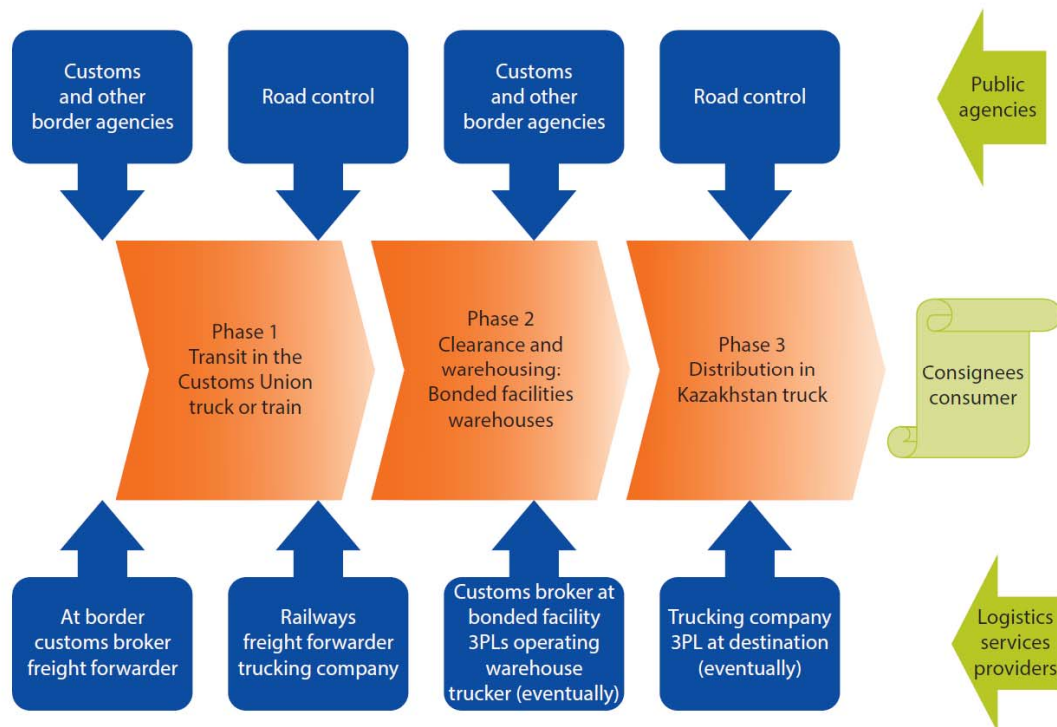 Customs
and other
border agencies
Road control
Customs
and other
border agencies
Road control
Public
agencies
Phase 1
Transit in the
Customs Union
truck or train
Phase 2
Clearance and
warehousing:
Bonded facilities
warehouses
Phase 3
Distribution in
Kazakhstan truck
Consignees
consumer
At border
customs broker
freight forwarder
Railways
freight forwarder
trucking company
Customs broker at
bonded facility
3PLs operating
warehouse
trucker (eventually)
Trucking company
3PL at destination
(eventually)
Logistics
services
providers